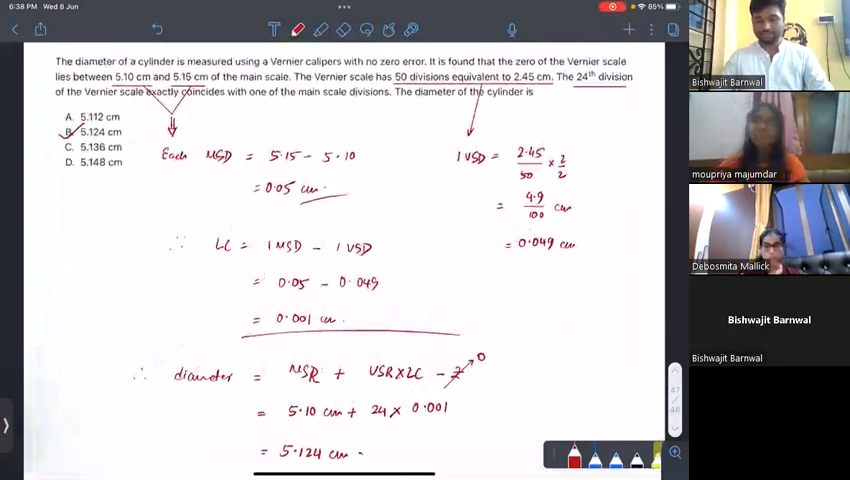 6:38 PM Wed 8 Jun
85%
The diameter of a cylinder is measured using a Vernier calipers with no zero error. It is found that the zero of the Vernier scale
lies between 5.10 cm and 5.15 cm of the main scale. The Vernier scale has 50 divisions equivalent to 2.45 cm. The 24th division
of the Vernier scale exactly coincides with one of the main scale divisions. The diameter of the cylinder is
A. 5.112 cm
B. 5.124 cm
C. 5.136 cm
D. 5.148 cm
Each MSD = 5.15 - 5.10
= 0.05 cm.
1 VSD = 2.45/50 × 2/2
= 4.9/100 cm
= 0.049 cm
∴ LC = 1 MSD - 1 VSD
= 0.05 - 0.049
= 0.001 cm.
∴ diameter = MSR + VSR×LC - Z 0
= 5.10 cm + 24 × 0.001
= 5.124 cm -
47
48
Bishwajit Barnwal
moupriya majumdar
Debosmita Mallick
Bishwajit Barnwal
Bishwajit Barnwal